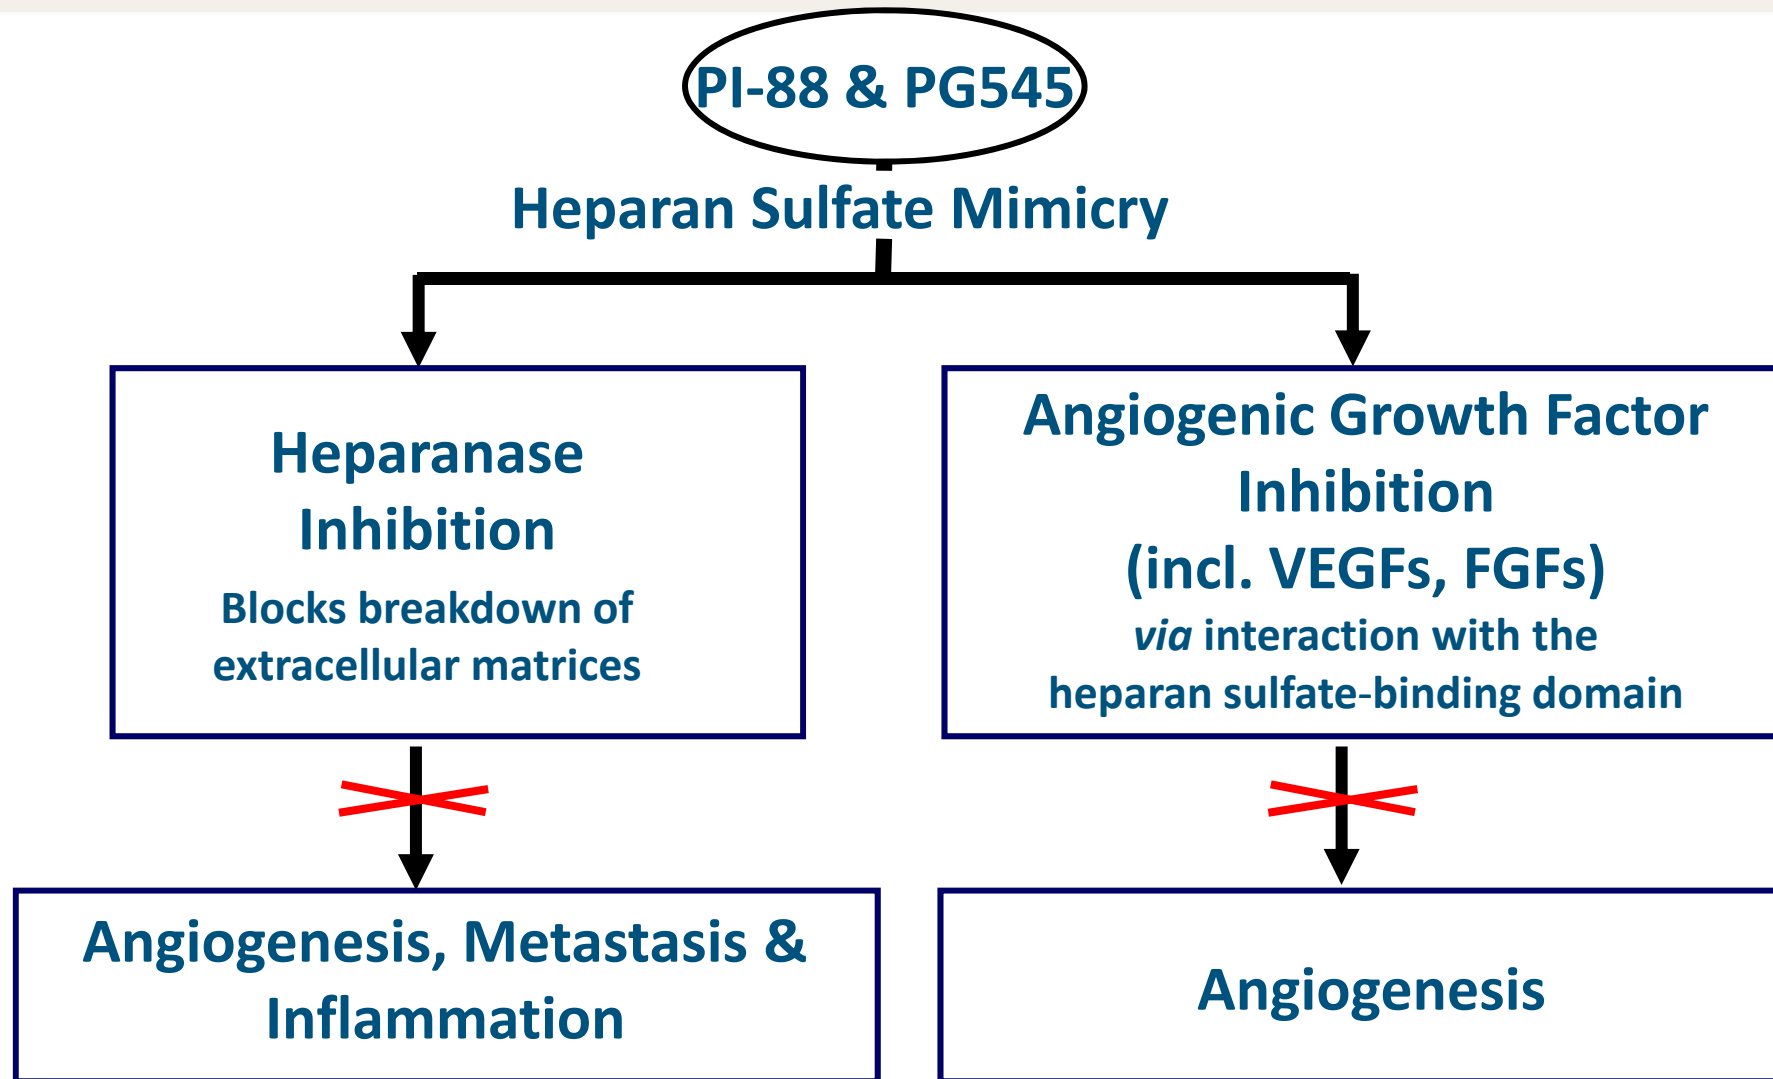 PI-88 & PG545
Heparan Sulfate Mimicry
Heparanase
Inhibition
Blocks breakdown of
extracellular matrices
Angiogenic Growth Factor
Inhibition
(incl. VEGFs, FGFs)
via interaction with the
heparan sulfate-binding domain
Angiogenesis, Metastasis &
Inflammation
Angiogenesis